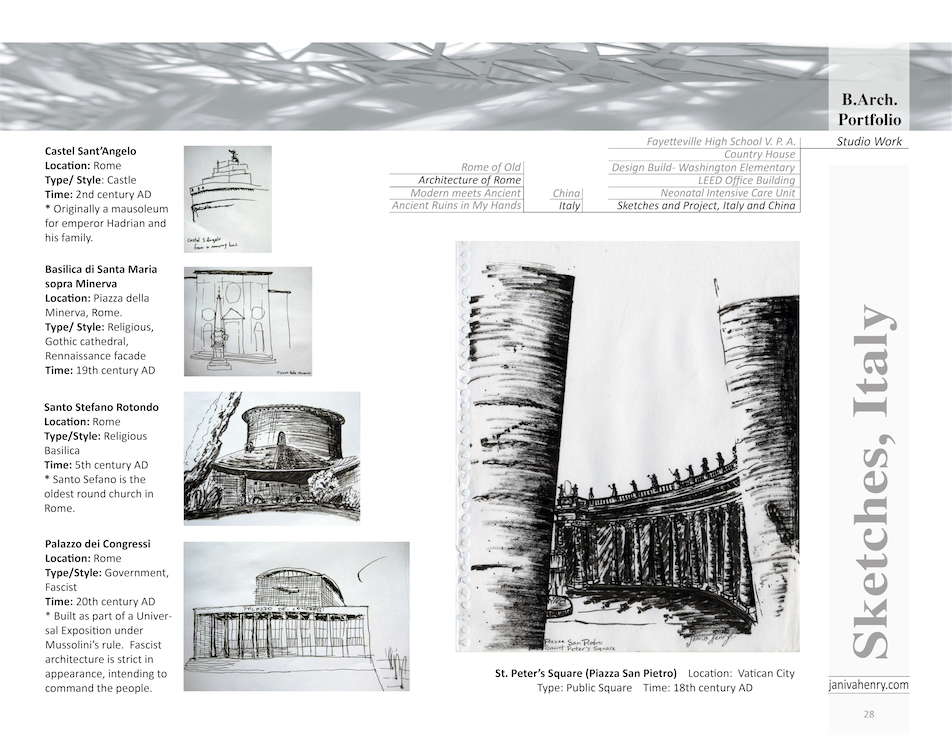 B.Arch.
Portfolio
Studio Work
Fayetteville High School V. P. A.
Country House
Design Build- Washington Elementary
LEED Office Building
Neonatal Intensive Care Unit
Sketches and Project, Italy and China
China
Italy
Rome of Old
Architecture of Rome
Modern meets Ancient
Ancient Ruins in My Hands
Castel Sant'Angelo
Location: Rome
Type/ Style: Castle
Time: 2nd century AD
* Originally a mausoleum
for emperor Hadrian and
his family.
Castel S Angelo
from a moving bus.
Basilica di Santa Maria
sopra Minerva
Location: Piazza della
Minerva, Rome.
Type/ Style: Religious,
Gothic cathedral,
Rennaissance facade
Time: 19th century AD
Piazza della Minerva
Santo Stefano Rotondo
Location: Rome
Type/Style: Religious
Basilica
Time: 5th century AD
* Santo Sefano is the
oldest round church in
Rome.
Palazzo dei Congressi
Location: Rome
Type/Style: Government,
Fascist
Time: 20th century AD
* Built as part of a Univer-
sal Exposition under
Mussolini's rule. Fascist
architecture is strict in
appearance, intending to
command the people.
Piazza San Pietro
Saint Peter's Square
Janiva Henry
St. Peter's Square (Piazza San Pietro) Location: Vatican City
Type: Public Square Time: 18th century AD
Sketches, Italy
janivahenry.com
28